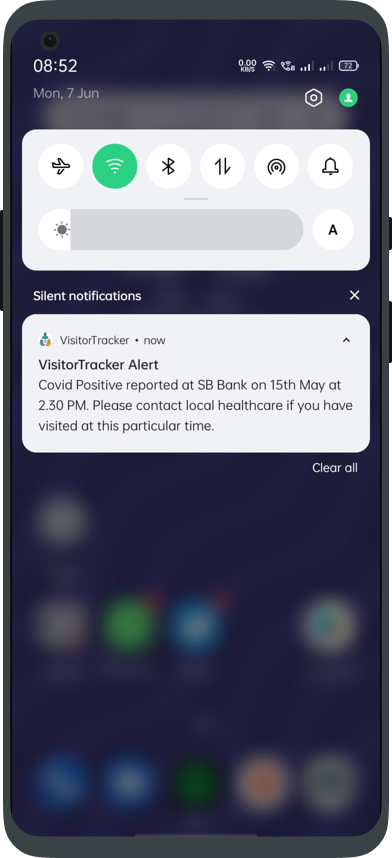 08:52
0.00
KB/S
72
Mon, 7 Jun
A
Silent notifications
VisitorTracker • now
VisitorTracker Alert
Covid Positive reported at SB Bank on 15th May at
2.30 PM. Please contact local healthcare if you have
visited at this particular time.
Clear all